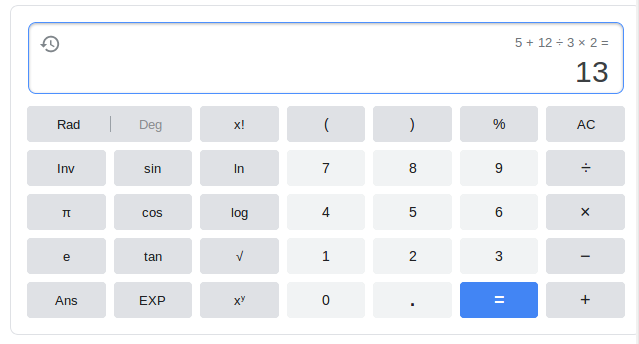 5 + 12 ÷ 3 × 2 =
13
Rad | Deg x! ( ) % AC
Inv sin ln 7 8 9 ÷
π cos log 4 5 6 ×
e tan √ 1 2 3 −
Ans EXP xʸ 0 . = +